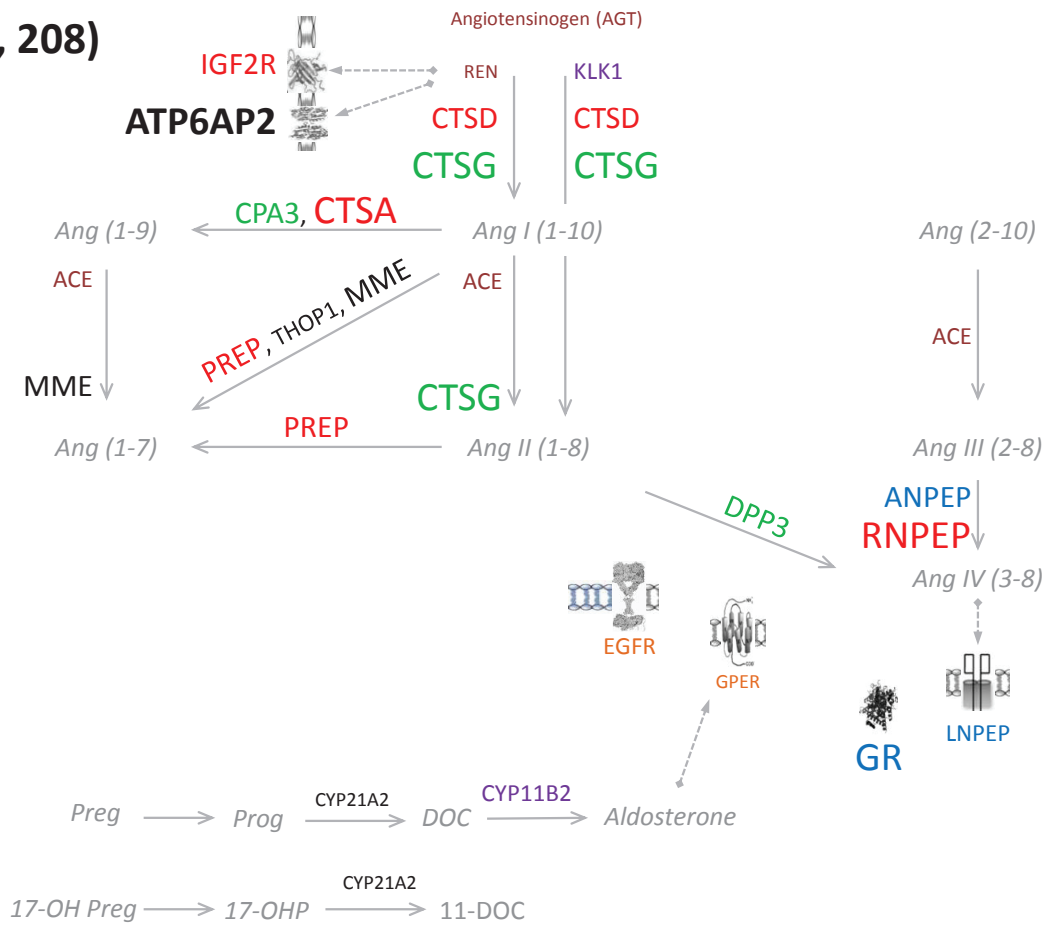 , 208)
Angiotensinogen (AGT)
IGF2R
REN
KLK1
ATP6AP2
CTSD
CTSD
CTSG
CTSG
CPA3, CTSA
Ang (1-9)
Ang I (1-10)
Ang (2-10)
ACE
ACE
PREP, THOP1, MME
ACE
MME
CTSG
PREP
Ang (1-7)
Ang II (1-8)
Ang III (2-8)
ANPEP
DPP3
RNPEP
Ang IV (3-8)
EGFR
GPER
LNPEP
GR
CYP21A2
CYP11B2
Preg
Prog
DOC
Aldosterone
CYP21A2
17-OH Preg
17-OHP
11-DOC